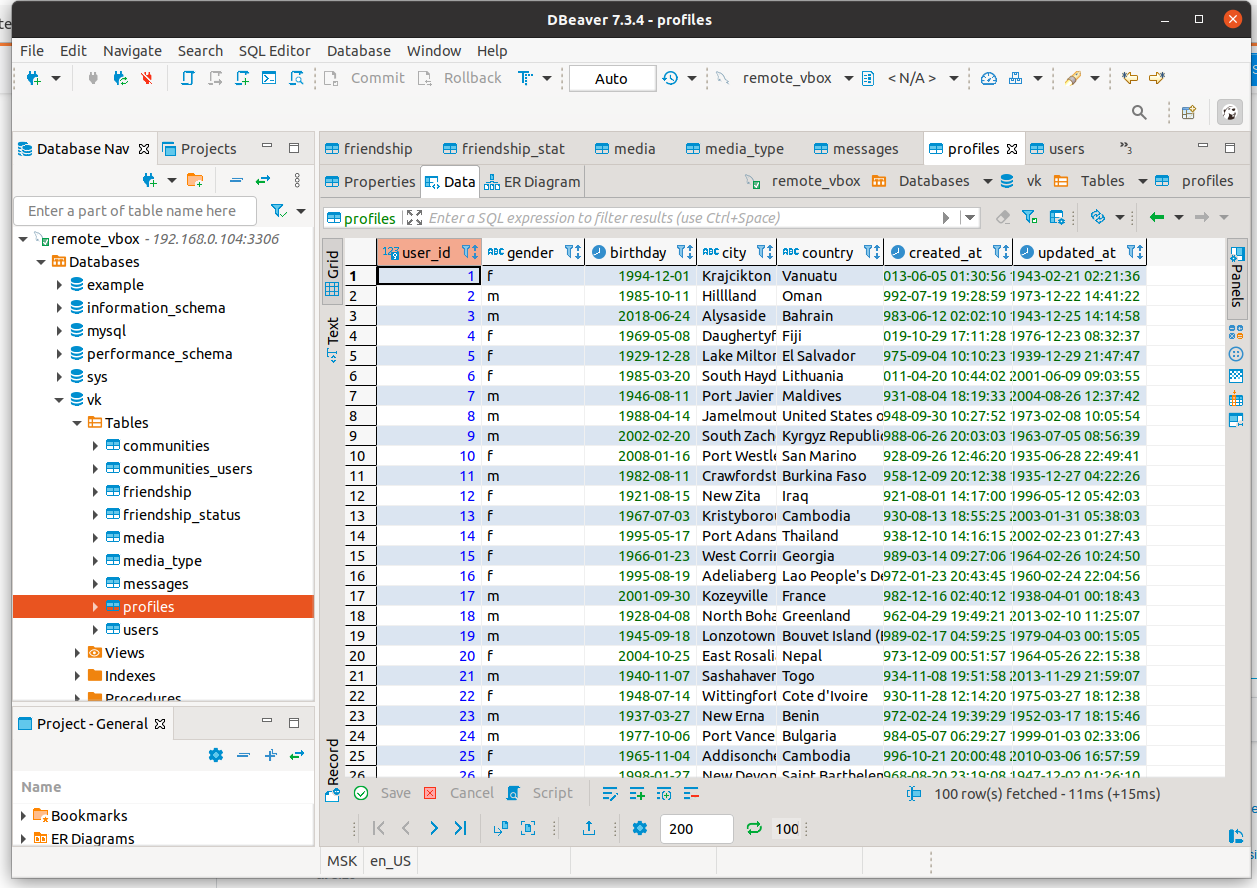 DBeaver 7.3.4 - profiles
File Edit Navigate Search SQL Editor Database Window Help
Commit Rollback Auto remote_vbox < N/A >
Database Nav Projects
friendship friendship_stat media media_type messages profiles users »3
Properties Data ER Diagram remote_vbox Databases vk Tables profiles
Enter a part of table name here
profiles Enter a SQL expression to filter results (use Ctrl+Space)
remote_vbox - 192.168.0.104:3306
Databases
example
information_schema
mysql
performance_schema
sys
vk
Tables
communities
communities_users
friendship
friendship_status
media
media_type
messages
profiles
users
Views
Indexes
Procedures
Project - General
Name
Bookmarks
ER Diagrams
Grid
Text
Record
Panels
123 user_id ABC gender birthday ABC city ABC country created_at updated_at
1 1 f 1994-12-01 Krajcikton Vanuatu 013-06-05 01:30:56 1943-02-21 02:21:36
2 2 m 1985-10-11 Hilllland Oman 992-07-19 19:28:59 1973-12-22 14:41:22
3 3 m 2018-06-24 Alysaside Bahrain 983-06-12 02:02:10 1943-12-25 14:14:58
4 4 f 1969-05-08 Daughertyf Fiji 019-10-29 17:11:28 1976-12-23 08:32:37
5 5 f 1929-12-28 Lake Milton El Salvador 975-09-04 10:10:23 1939-12-29 21:47:47
6 6 f 1985-03-20 South Hayd Lithuania 011-04-20 10:44:02 2001-06-09 09:03:55
7 7 m 1946-08-11 Port Javier Maldives 931-08-04 18:19:33 2004-08-26 12:37:42
8 8 m 1988-04-14 Jamelmout United States o 948-09-30 10:27:52 1973-02-08 10:05:54
9 9 m 2002-02-20 South Zach Kyrgyz Republi 988-06-26 20:03:03 1963-07-05 08:56:39
10 10 f 2008-01-16 Port Westle San Marino 928-09-26 12:46:20 1935-06-28 22:49:41
11 11 m 1982-08-11 Crawfordst Burkina Faso 958-12-09 20:12:38 1935-12-27 04:22:26
12 12 f 1921-08-15 New Zita Iraq 921-08-01 14:17:00 1996-05-12 05:42:03
13 13 f 1967-07-03 Kristyborou Cambodia 930-08-13 18:55:25 2003-01-31 05:38:03
14 14 f 1995-05-17 Port Adans Thailand 938-12-10 14:16:15 2002-02-23 01:27:43
15 15 f 1966-01-23 West Corrin Georgia 989-03-14 09:27:06 1964-02-26 10:24:50
16 16 f 1995-08-19 Adeliaberg Lao People's De 972-01-23 20:43:45 1960-02-24 22:04:56
17 17 m 2001-09-30 Kozeyville France 982-12-16 02:40:12 1938-04-01 00:18:43
18 18 m 1928-04-08 North Boha Greenland 962-04-29 19:49:21 2013-02-10 11:25:07
19 19 m 1945-09-18 Lonzotown Bouvet Island ( 989-02-17 04:59:25 1979-04-03 00:15:05
20 20 f 2004-10-25 East Rosali Nepal 973-12-09 00:51:57 1964-05-26 22:15:38
21 21 m 1940-11-07 Sashahaven Togo 934-11-08 19:51:58 2013-11-29 21:59:07
22 22 f 1948-07-14 Wittingfort Cote d'Ivoire 930-11-28 12:14:20 1975-03-27 18:12:38
23 23 m 1937-03-27 New Erna Benin 972-02-24 19:39:29 1952-03-17 18:15:46
24 24 m 1977-10-06 Port Vance Bulgaria 984-05-07 06:29:27 1999-01-03 02:33:06
25 25 f 1965-11-04 Addisonche Cambodia 996-10-21 20:00:48 2010-03-06 16:57:59
26 26 f 1998-01-27 New Devon Saint Barthelen 968-08-20 23:19:08 1947-12-02 01:26:10
Save Cancel Script 100 row(s) fetched - 11ms (+15ms)
200 100
MSK en_US